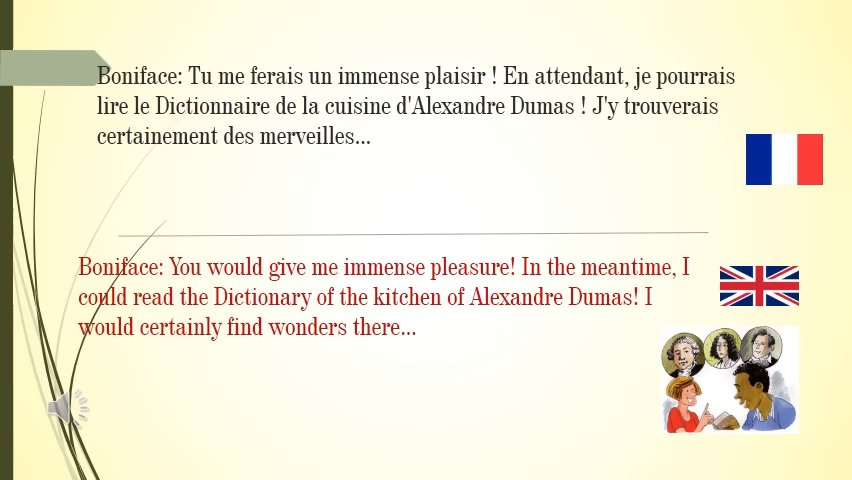 Boniface: Tu me ferais un immense plaisir ! En attendant, je pourrais
lire le Dictionnaire de la cuisine d'Alexandre Dumas ! J'y trouverais
certainement des merveilles...
Boniface: You would give me immense pleasure! In the meantime, I
could read the Dictionary of the kitchen of Alexandre Dumas! I
would certainly find wonders there...